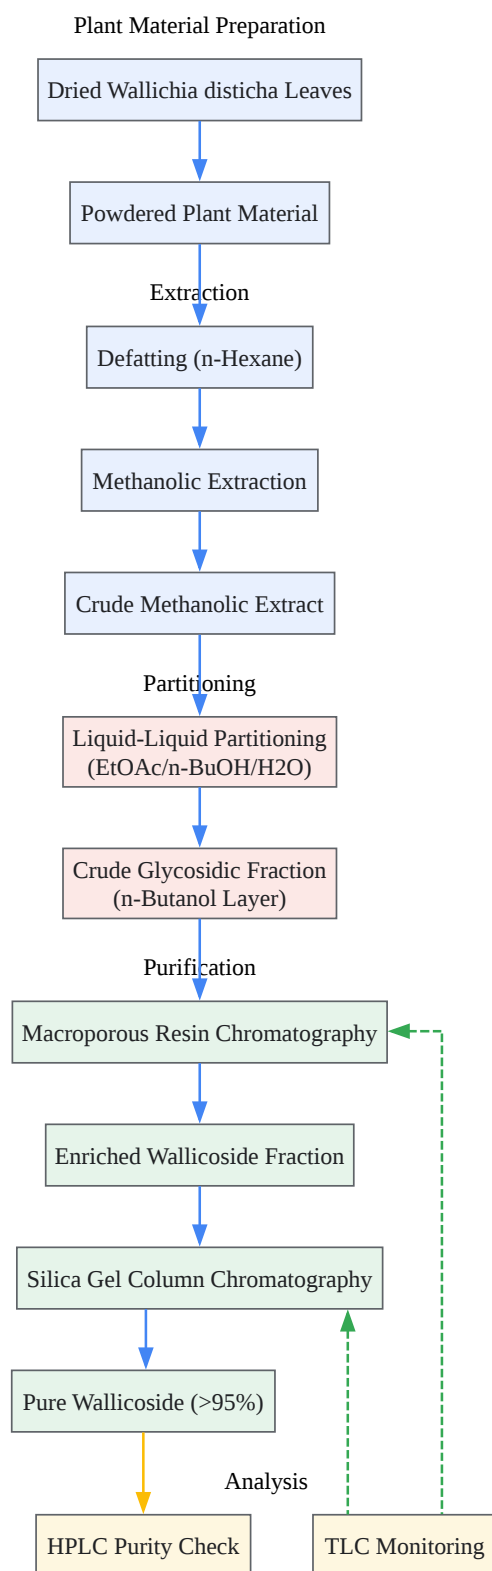 Plant Material Preparation
Dried Wallichia disticha Leaves
Powdered Plant Material
Extraction
Defatting (n-Hexane)
Methanolic Extraction
Crude Methanolic Extract
Partitioning
Liquid-Liquid Partitioning
(EtOAc/n-BuOH/H2O)
Crude Glycosidic Fraction
(n-Butanol Layer)
Purification
Macroporous Resin Chromatography
Enriched Wallicoside Fraction
Silica Gel Column Chromatography
Pure Wallicoside (>95%)
Analysis
HPLC Purity Check
TLC Monitoring